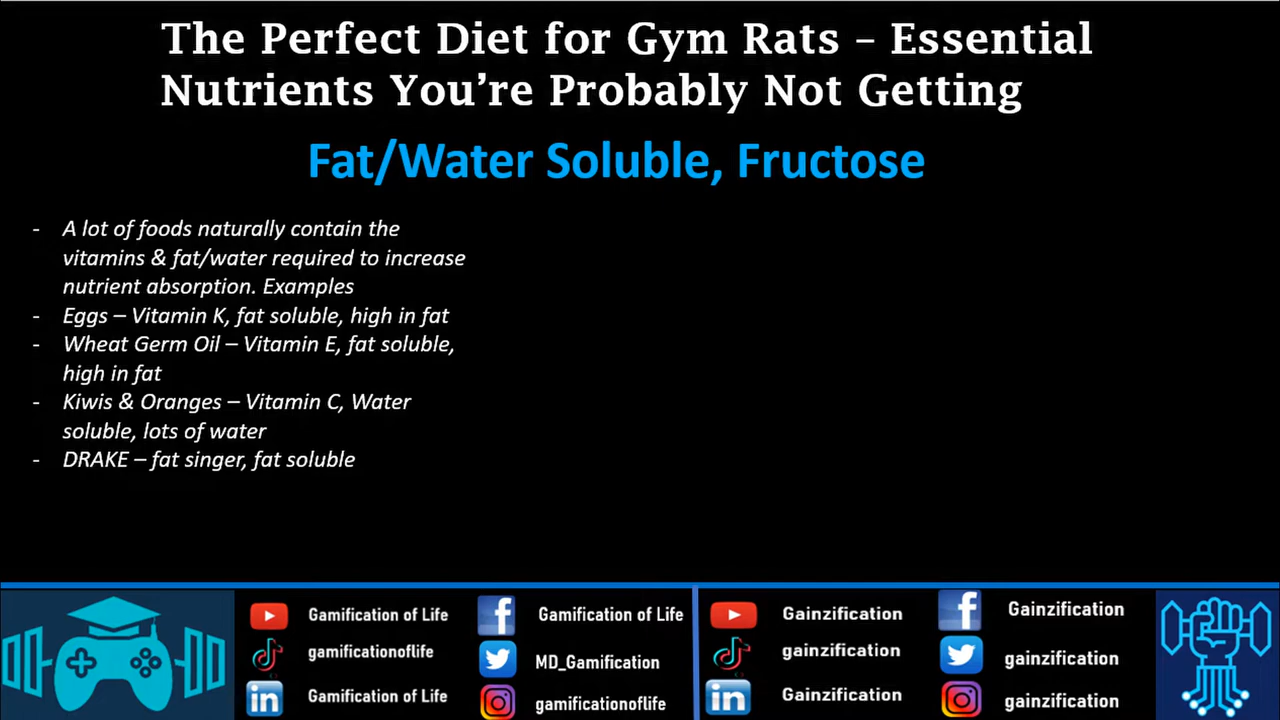 The Perfect Diet for Gym Rats – Essential
Nutrients You’re Probably Not Getting
Fat/Water Soluble, Fructose
- A lot of foods naturally contain the
vitamins & fat/water required to increase
nutrient absorption. Examples
- Eggs – Vitamin K, fat soluble, high in fat
- Wheat Germ Oil – Vitamin E, fat soluble,
high in fat
- Kiwis & Oranges – Vitamin C, Water
soluble, lots of water
- DRAKE – fat singer, fat soluble
Gamification of Life
gamificationoflife
in Gamification of Life
f Gamification of Life
MD_Gamification
gamificationoflife
Gainzification
gainzification
in Gainzification
f Gainzification
gainzification
gainzification